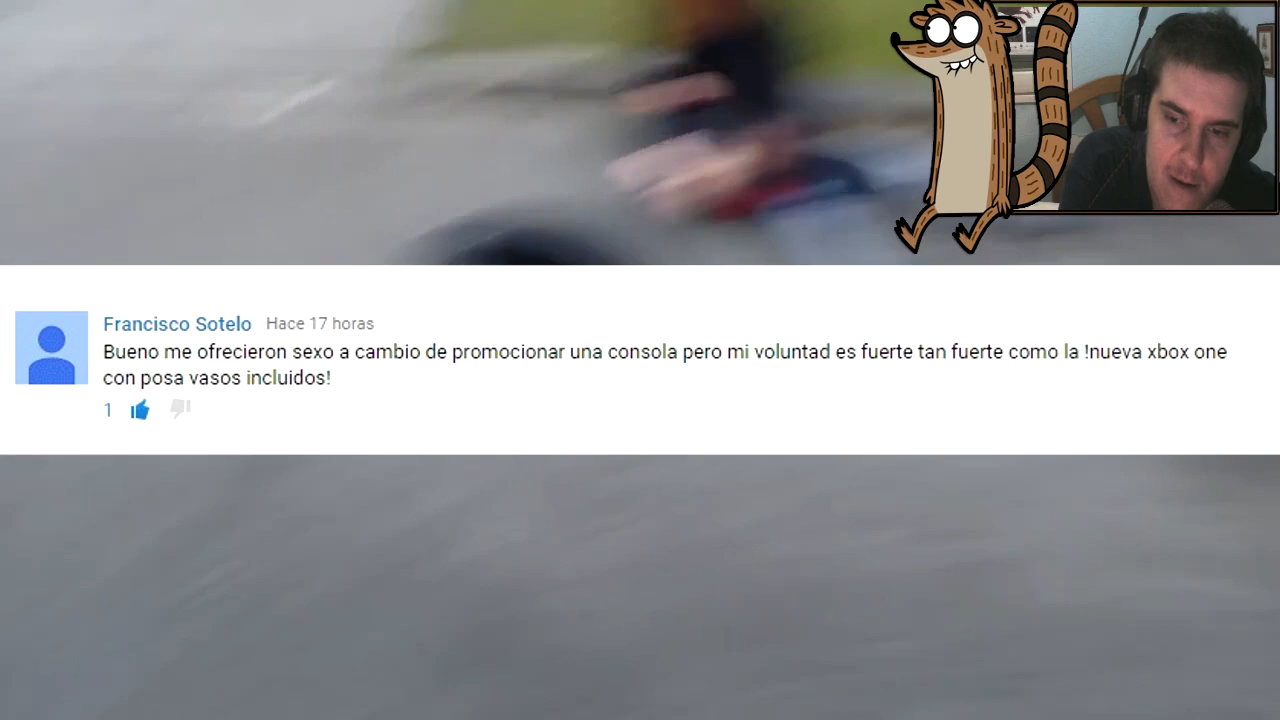 Francisco Sotelo Hace 17 horas
Bueno me ofrecieron sexo a cambio de promocionar una consola pero mi voluntad es fuerte tan fuerte como la !nueva xbox one
con posa vasos incluidos!
1